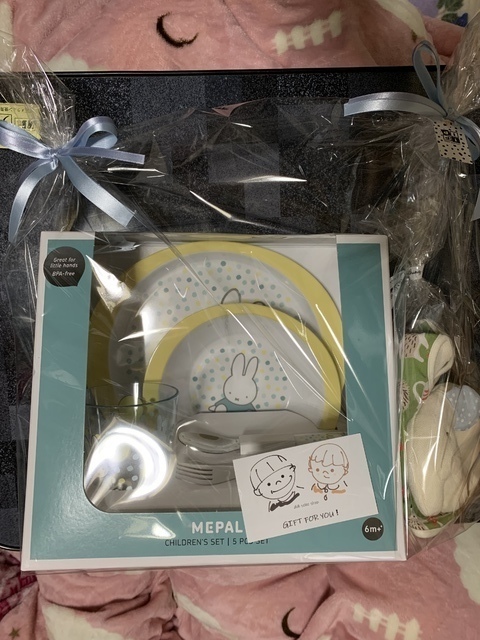 Great for
little hands
BPA-free
MEPAL
CHILDREN'S SET | 5 PCS SET
6m+
GIFT FOR YOU!